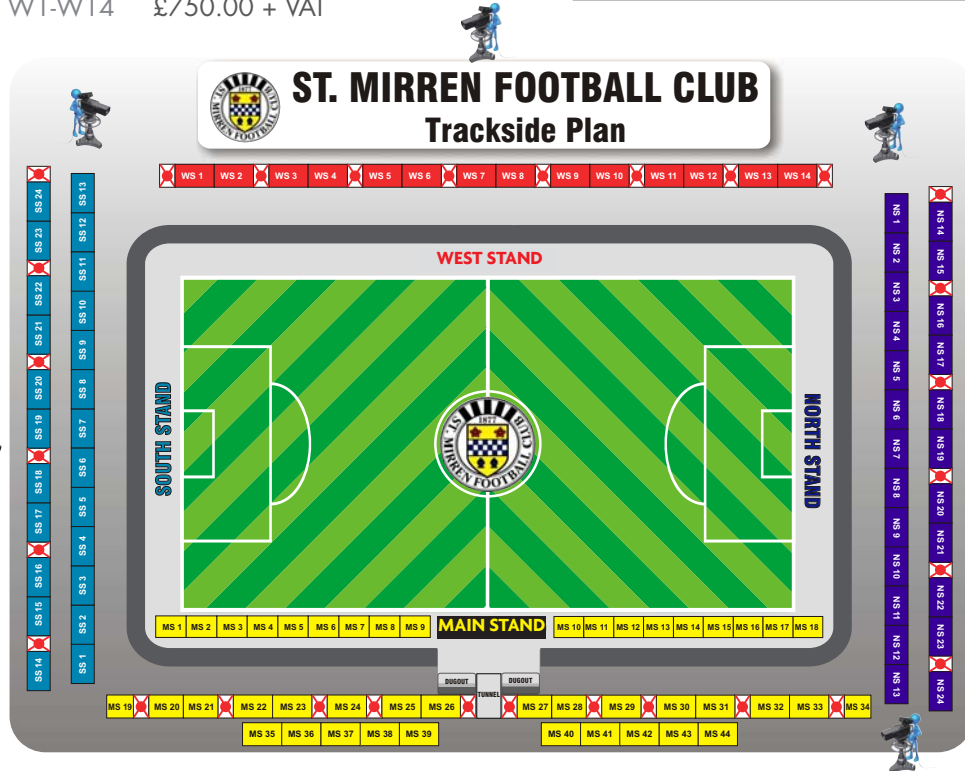 W1-W14 £750.00 + VAT
ST. MIRREN FOOTBALL CLUB
Trackside Plan
ST. MIRREN FOOTBALL CLUB
WS 1 WS 2 WS 3 WS 4 WS 5 WS 6 WS 7 WS 8 WS 9 WS 10 WS 11 WS 12 WS 13 WS 14
SS 24
SS 23
SS 22
SS 21
SS 20
SS 19
SS 18
SS 17
SS 16
SS 15
SS 14
SS 13
SS 12
SS 11
SS 10
SS 9
SS 8
SS 7
SS 6
SS 5
SS 4
SS 3
SS 2
SS 1
WEST STAND
SOUTH STAND
1877
ST. MIRREN FOOTBALL CLUB
NORTH STAND
NS 1
NS 2
NS 3
NS 4
NS 5
NS 6
NS 7
NS 8
NS 9
NS 10
NS 11
NS 12
NS 13
NS 14
NS 15
NS 16
NS 17
NS 18
NS 19
NS 20
NS 21
NS 22
NS 23
NS 24
MS 1 MS 2 MS 3 MS 4 MS 5 MS 6 MS 7 MS 8 MS 9 MAIN STAND MS 10 MS 11 MS 12 MS 13 MS 14 MS 15 MS 16 MS 17 MS 18
DUGOUT DUGOUT
TUNNEL
MS 19 MS 20 MS 21 MS 22 MS 23 MS 24 MS 25 MS 26 MS 27 MS 28 MS 29 MS 30 MS 31 MS 32 MS 33 MS 34
MS 35 MS 36 MS 37 MS 38 MS 39 MS 40 MS 41 MS 42 MS 43 MS 44